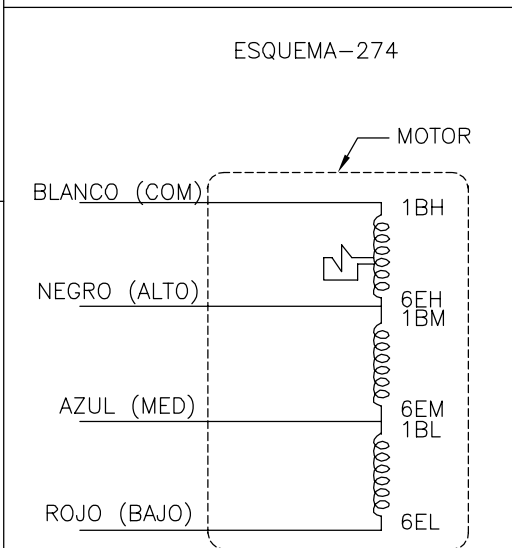 ESQUEMA-274
MOTOR
BLANCO (COM)
1BH
NEGRO (ALTO)
6EH
1BM
AZUL (MED)
6EM
1BL
ROJO (BAJO)
6EL